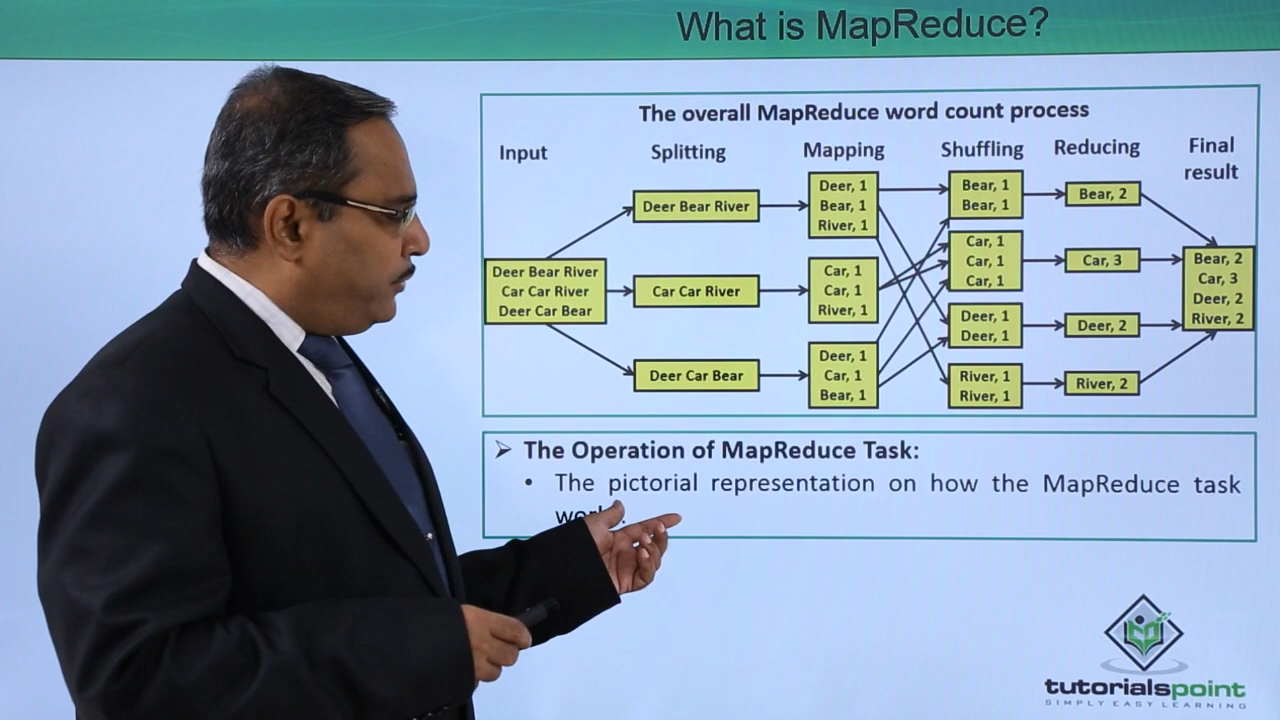 What is MapReduce?
The overall MapReduce word count process
Input
Splitting
Mapping
Shuffling
Reducing
Final
result
Deer Bear River
Car Car River
Deer Car Bear
Deer Bear River
Car Car River
Deer Car Bear
Deer, 1
Bear, 1
River, 1
Car, 1
Car, 1
River, 1
Deer, 1
Car, 1
Bear, 1
Bear, 1
Bear, 1
Car, 1
Car, 1
Car, 1
Deer, 1
Deer, 1
River, 1
River, 1
Bear, 2
Car, 3
Deer, 2
River, 2
Bear, 2
Car, 3
Deer, 2
River, 2
➢ The Operation of MapReduce Task:
• The pictorial representation on how the MapReduce task
tutorialspoint
SIMPLY EASY LEARNING